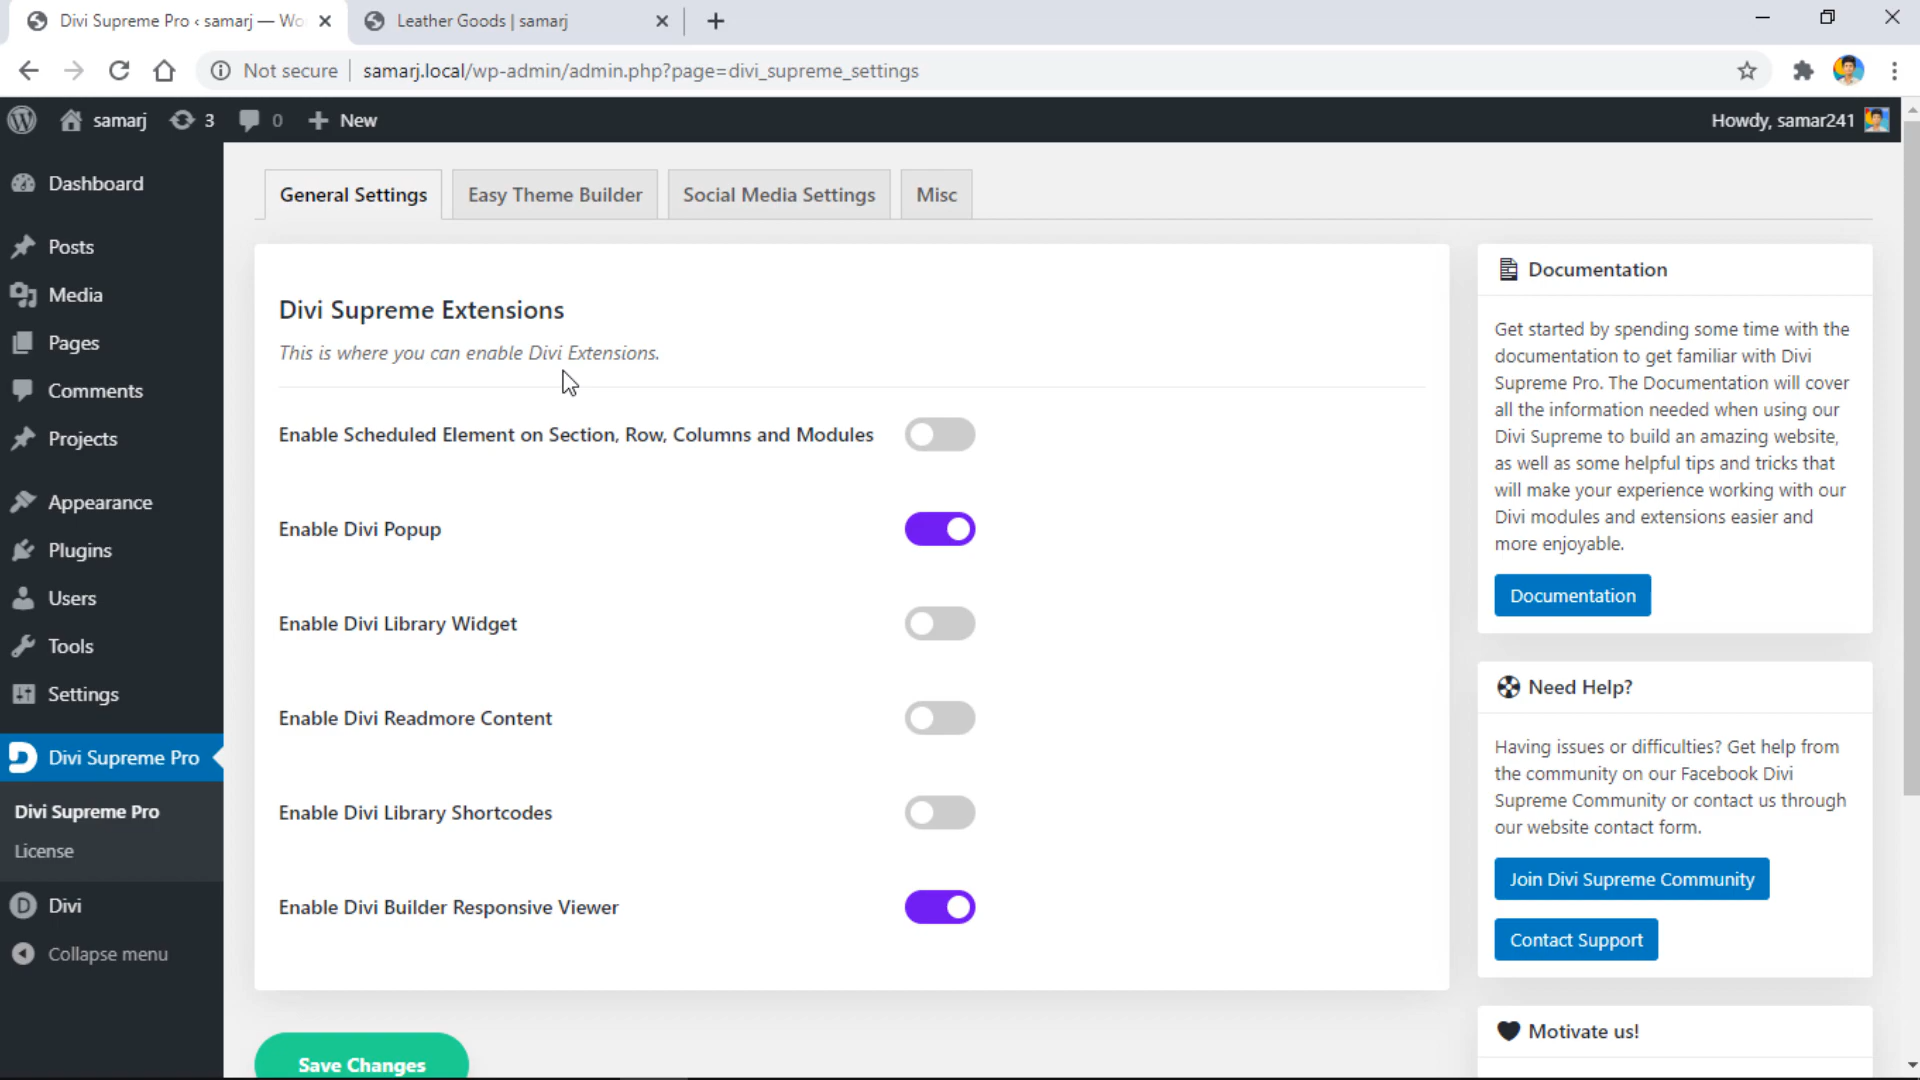 Divi Supreme Pro ‹ samarj — Wo
Leather Goods | samarj
Not secure
samarj.local/wp-admin/admin.php?page=divi_supreme_settings
samarj
3
0
New
Howdy, samar241
Dashboard
Posts
Media
Pages
Comments
Projects
Appearance
Plugins
Users
Tools
Settings
Divi Supreme Pro
Divi Supreme Pro
License
Divi
Collapse menu
General Settings
Easy Theme Builder
Social Media Settings
Misc
Divi Supreme Extensions
This is where you can enable Divi Extensions.
Enable Scheduled Element on Section, Row, Columns and Modules
Enable Divi Popup
Enable Divi Library Widget
Enable Divi Readmore Content
Enable Divi Library Shortcodes
Enable Divi Builder Responsive Viewer
Save Changes
Documentation
Get started by spending some time with the
documentation to get familiar with Divi
Supreme Pro. The Documentation will cover
all the information needed when using our
Divi Supreme to build an amazing website,
as well as some helpful tips and tricks that
will make your experience working with our
Divi modules and extensions easier and
more enjoyable.
Documentation
Need Help?
Having issues or difficulties? Get help from
the community on our Facebook Divi
Supreme Community or contact us through
our website contact form.
Join Divi Supreme Community
Contact Support
Motivate us!